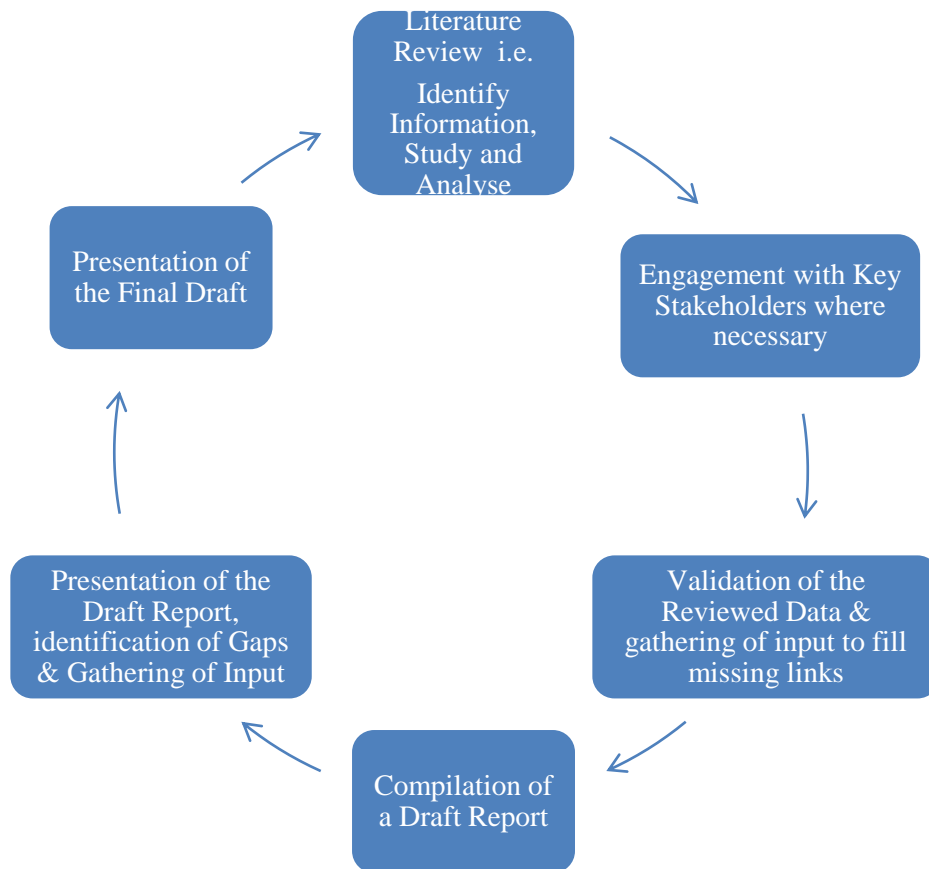 Literature
Review i.e.
Identify
Information,
Study and
Analyse
Engagement with Key
Stakeholders where
necessary
Validation of the
Reviewed Data &
gathering of input to fill
missing links
Compilation of
a Draft Report
Presentation of the
Draft Report,
identification of Gaps
& Gathering of Input
Presentation of
the Final Draft